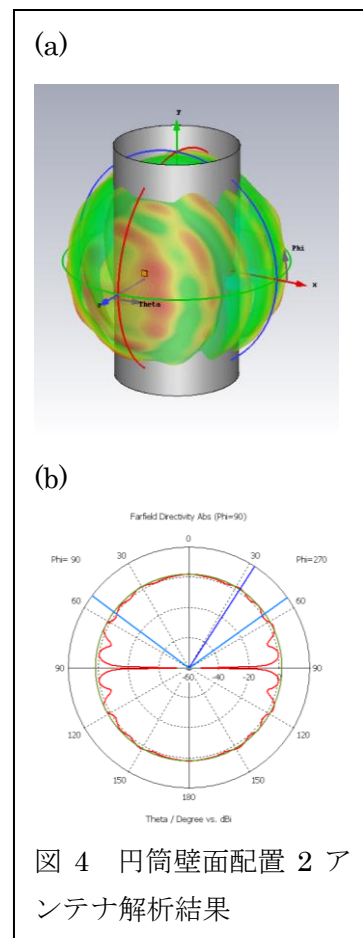 (a)
y
Phi
x
Theta
(b)
Farfield Directivity Abs (Phi=90)
Phi= 90 30 0 30 Phi=270
60 60
90 -60 -40 -20 90
120 120
150 150
180
Theta / Degree vs. dBi
図 4 円筒壁面配置 2 ア
ンテナ解析結果